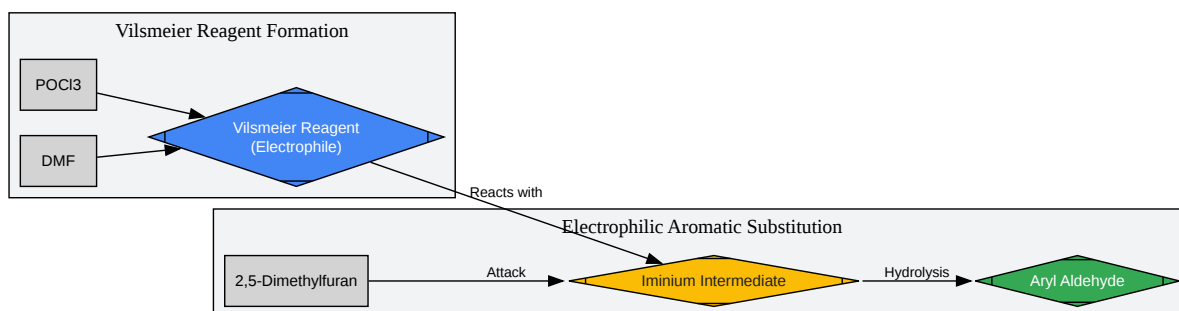 Vilsmeier Reagent Formation
POCl3
DMF
Vilsmeier Reagent
(Electrophile)
Reacts with
Electrophilic Aromatic Substitution
2,5-Dimethylfuran
Attack
Iminium Intermediate
Hydrolysis
Aryl Aldehyde